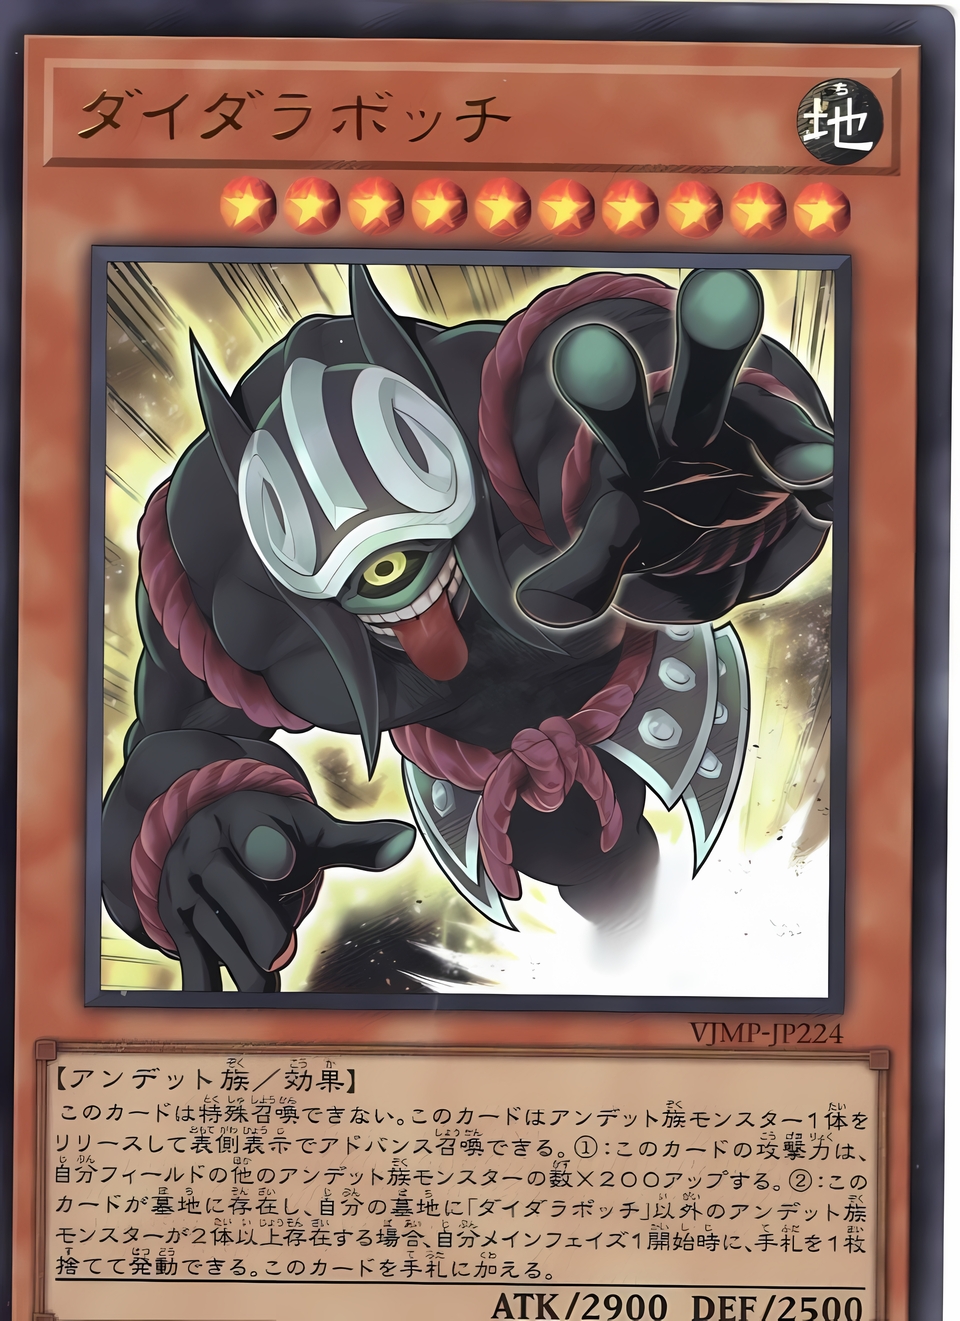 ダイダラボッチ
地
VJMP-JP224
【アンデット族／効果】
このカードは特殊召喚できない。このカードはアンデット族モンスター１体を
リリースして表側表示でアドバンス召喚できる。①：このカードの攻撃力は、
自分フィールドの他のアンデット族モンスターの数×２００アップする。②：この
カードが墓地に存在し、自分の墓地に「ダイダラボッチ」以外のアンデット族
モンスターが２体以上存在する場合、自分メインフェイズ１開始時に、手札を１枚
捨てて発動できる。このカードを手札に加える。
ATK/2900 DEF/2500